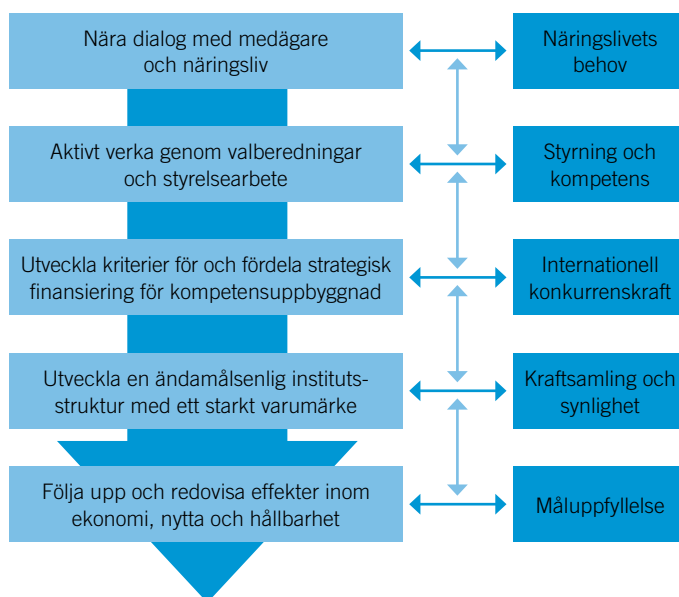 Nära dialog med medägare
och näringsliv
Näringslivets
behov
Aktivt verka genom valberedningar
och styrelsearbete
Styrning och
kompetens
Utveckla kriterier för och fördela strategisk
finansiering för kompetensuppbyggnad
Internationell
konkurrenskraft
Utveckla en ändamålsenlig instituts-
struktur med ett starkt varumärke
Kraftsamling och
synlighet
Följa upp och redovisa effekter inom
ekonomi, nytta och hållbarhet
Måluppfyllelse